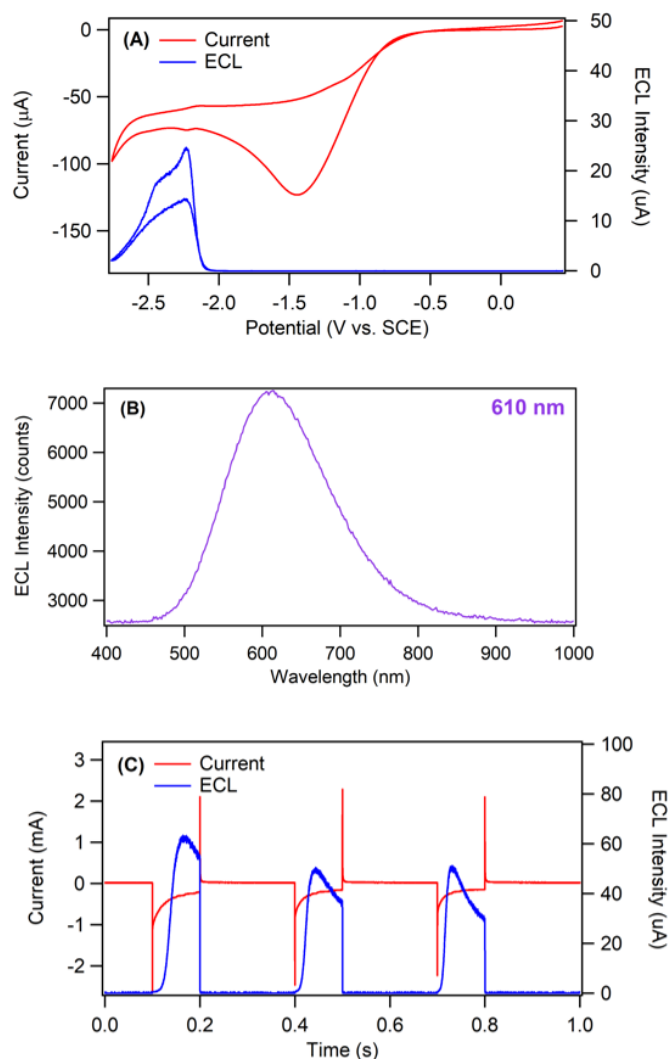 (A)
Current
ECL
0
-50
-100
-150
Current (µA)
50
40
30
20
10
0
ECL Intensity (uA)
-2.5 -2.0 -1.5 -1.0 -0.5 0.0
Potential (V vs. SCE)
(B)
610 nm
7000
6000
5000
4000
3000
ECL Intensity (counts)
400 500 600 700 800 900 1000
Wavelength (nm)
(C)
Current
ECL
3
2
1
0
-1
-2
Current (mA)
100
80
60
40
20
0
ECL Intensity (uA)
0.0 0.2 0.4 0.6 0.8 1.0
Time (s)